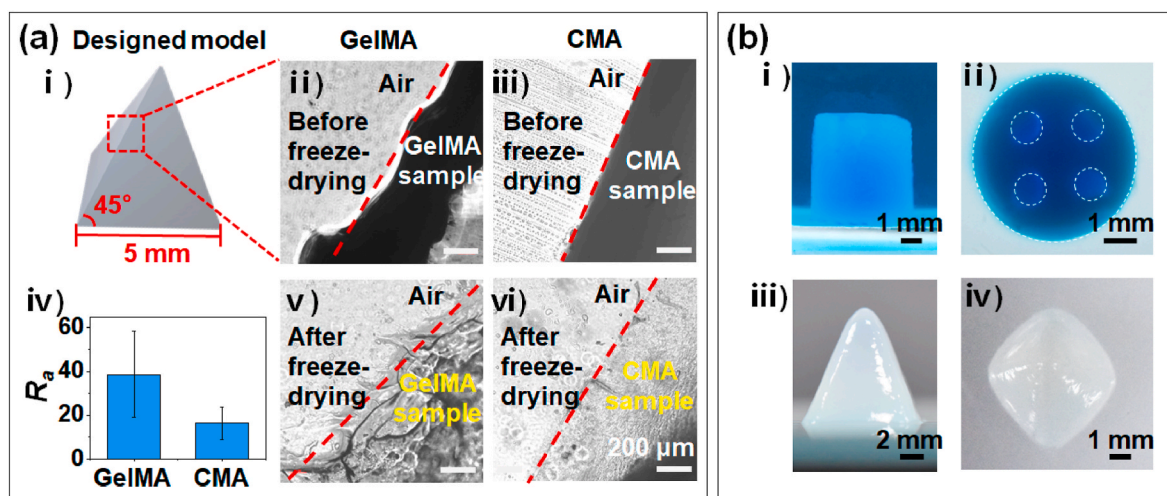 (a) Designed model
GelMA
CMA
i )
45°
5 mm
ii)
Air
Before
freeze-
drying
GelMA
sample
iii)
Air
Before
freeze-
drying
CMA
sample
iv)
Ra
60
40
20
0
GelMA
CMA
v )
Air
After
freeze-
drying
GelMA
sample
vi)
Air
After
freeze-
drying
CMA
sample
200 µm
(b)
i )
1 mm
ii)
1 mm
iii)
2 mm
iv)
1 mm